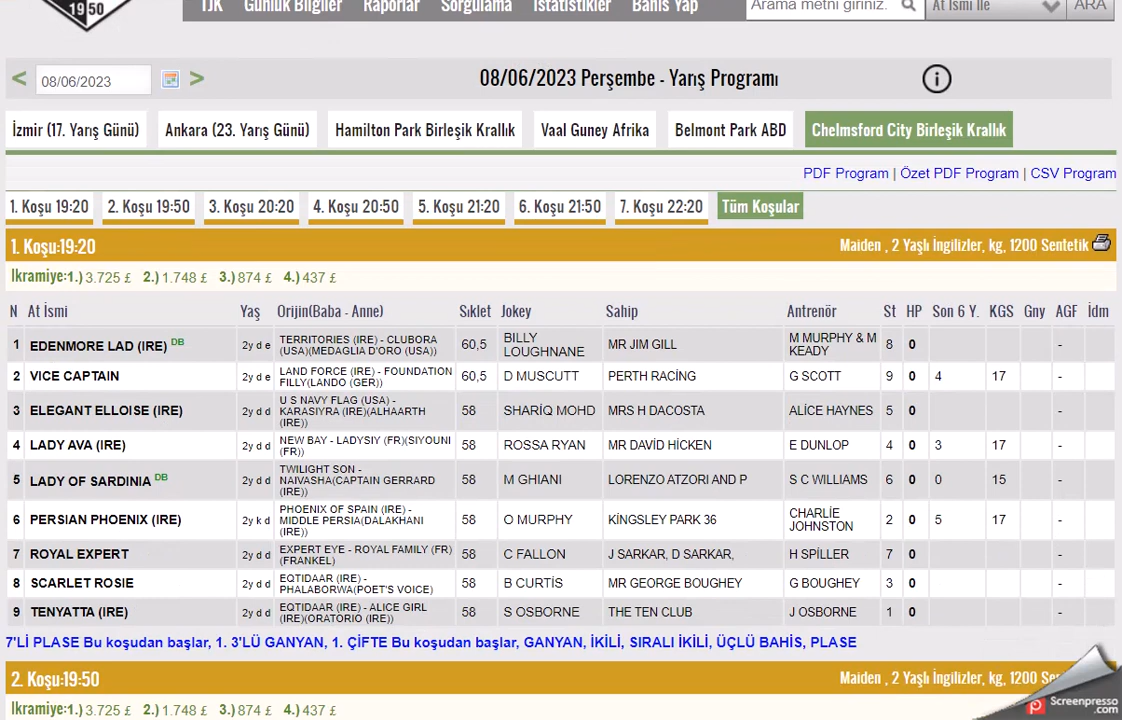 19 50
TJK Günlük Bilgiler Raporlar Sorgulama İstatistikler Bahis Yap Arama metni giriniz. At İsmi İle ARA
< 08/06/2023 > 08/06/2023 Perşembe - Yarış Programı i
İzmir (17. Yarış Günü) Ankara (23. Yarış Günü) Hamilton Park Birleşik Krallık Vaal Guney Afrika Belmont Park ABD Chelmsford City Birleşik Krallık
PDF Program | Özet PDF Program | CSV Program
1. Koşu 19:20 2. Koşu 19:50 3. Koşu 20:20 4. Koşu 20:50 5. Koşu 21:20 6. Koşu 21:50 7. Koşu 22:20 Tüm Koşular
1. Koşu:19:20 Maiden , 2 Yaşlı İngilizler, kg, 1200 Sentetik
Ikramiye:1.) 3.725 £ 2.) 1.748 £ 3.) 874 £ 4.) 437 £
N At İsmi Yaş Orijin(Baba - Anne) Sıklet Jokey Sahip Antrenör St HP Son 6 Y. KGS Gny AGF İdm
1 EDENMORE LAD (IRE) DB 2y d e TERRITORIES (IRE) - CLUBORA (USA)(MEDAGLIA D'ORO (USA)) 60,5 BILLY LOUGHNANE MR JIM GILL M MURPHY & M KEADY 8 0 -
2 VICE CAPTAIN 2y d e LAND FORCE (IRE) - FOUNDATION FILLY(LANDO (GER)) 60,5 D MUSCUTT PERTH RACİNG G SCOTT 9 0 4 17 -
3 ELEGANT ELLOISE (IRE) 2y d d U S NAVY FLAG (USA) - KARASIYRA (IRE)(ALHAARTH (IRE)) 58 SHARİQ MOHD MRS H DACOSTA ALİCE HAYNES 5 0 -
4 LADY AVA (IRE) 2y d d NEW BAY - LADYSIY (FR)(SIYOUNI (FR)) 58 ROSSA RYAN MR DAVİD HİCKEN E DUNLOP 4 0 3 17 -
5 LADY OF SARDINIA DB 2y d d TWILIGHT SON - NAIVASHA(CAPTAIN GERRARD (IRE)) 58 M GHIANI LORENZO ATZORI AND P S C WILLIAMS 6 0 0 15 -
6 PERSIAN PHOENIX (IRE) 2y k d PHOENIX OF SPAIN (IRE) - MIDDLE PERSIA(DALAKHANI (IRE)) 58 O MURPHY KİNGSLEY PARK 36 CHARLİE JOHNSTON 2 0 5 17 -
7 ROYAL EXPERT 2y d d EXPERT EYE - ROYAL FAMILY (FR)(FRANKEL) 58 C FALLON J SARKAR, D SARKAR, H SPİLLER 7 0 -
8 SCARLET ROSIE 2y d d EQTIDAAR (IRE) - PHALABORWA(POET'S VOICE) 58 B CURTİS MR GEORGE BOUGHEY G BOUGHEY 3 0 -
9 TENYATTA (IRE) 2y d d EQTIDAAR (IRE) - ALICE GIRL (IRE)(ORATORIO (IRE)) 58 S OSBORNE THE TEN CLUB J OSBORNE 1 0 -
7'Lİ PLASE Bu koşudan başlar, 1. 3'LÜ GANYAN, 1. ÇİFTE Bu koşudan başlar, GANYAN, İKİLİ, SIRALI İKİLİ, ÜÇLÜ BAHİS, PLASE
2. Koşu:19:50 Maiden , 2 Yaşlı İngilizler, kg, 1200
Ikramiye:1.) 3.725 £ 2.) 1.748 £ 3.) 874 £ 4.) 437 £
Screenpresso
.com